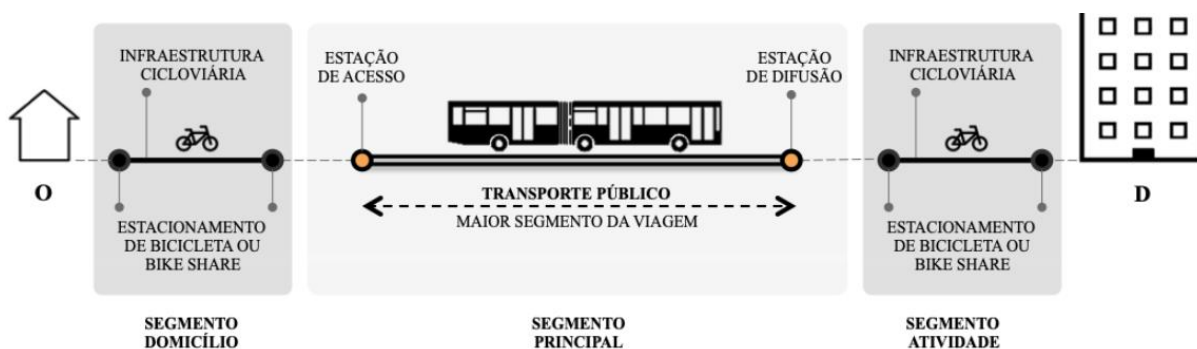 INFRAESTRUTURA
CICLOVIÁRIA
ESTACIONAMENTO
DE BICICLETA OU
BIKE SHARE
ESTAÇÃO
DE ACESSO
ESTAÇÃO
DE DIFUSÃO
TRANSPORTE PÚBLICO
MAIOR SEGMENTO DA VIAGEM
INFRAESTRUTURA
CICLOVIÁRIA
ESTACIONAMENTO
DE BICICLETA OU
BIKE SHARE
O
D
SEGMENTO
DOMICÍLIO
SEGMENTO
PRINCIPAL
SEGMENTO
ATIVIDADE